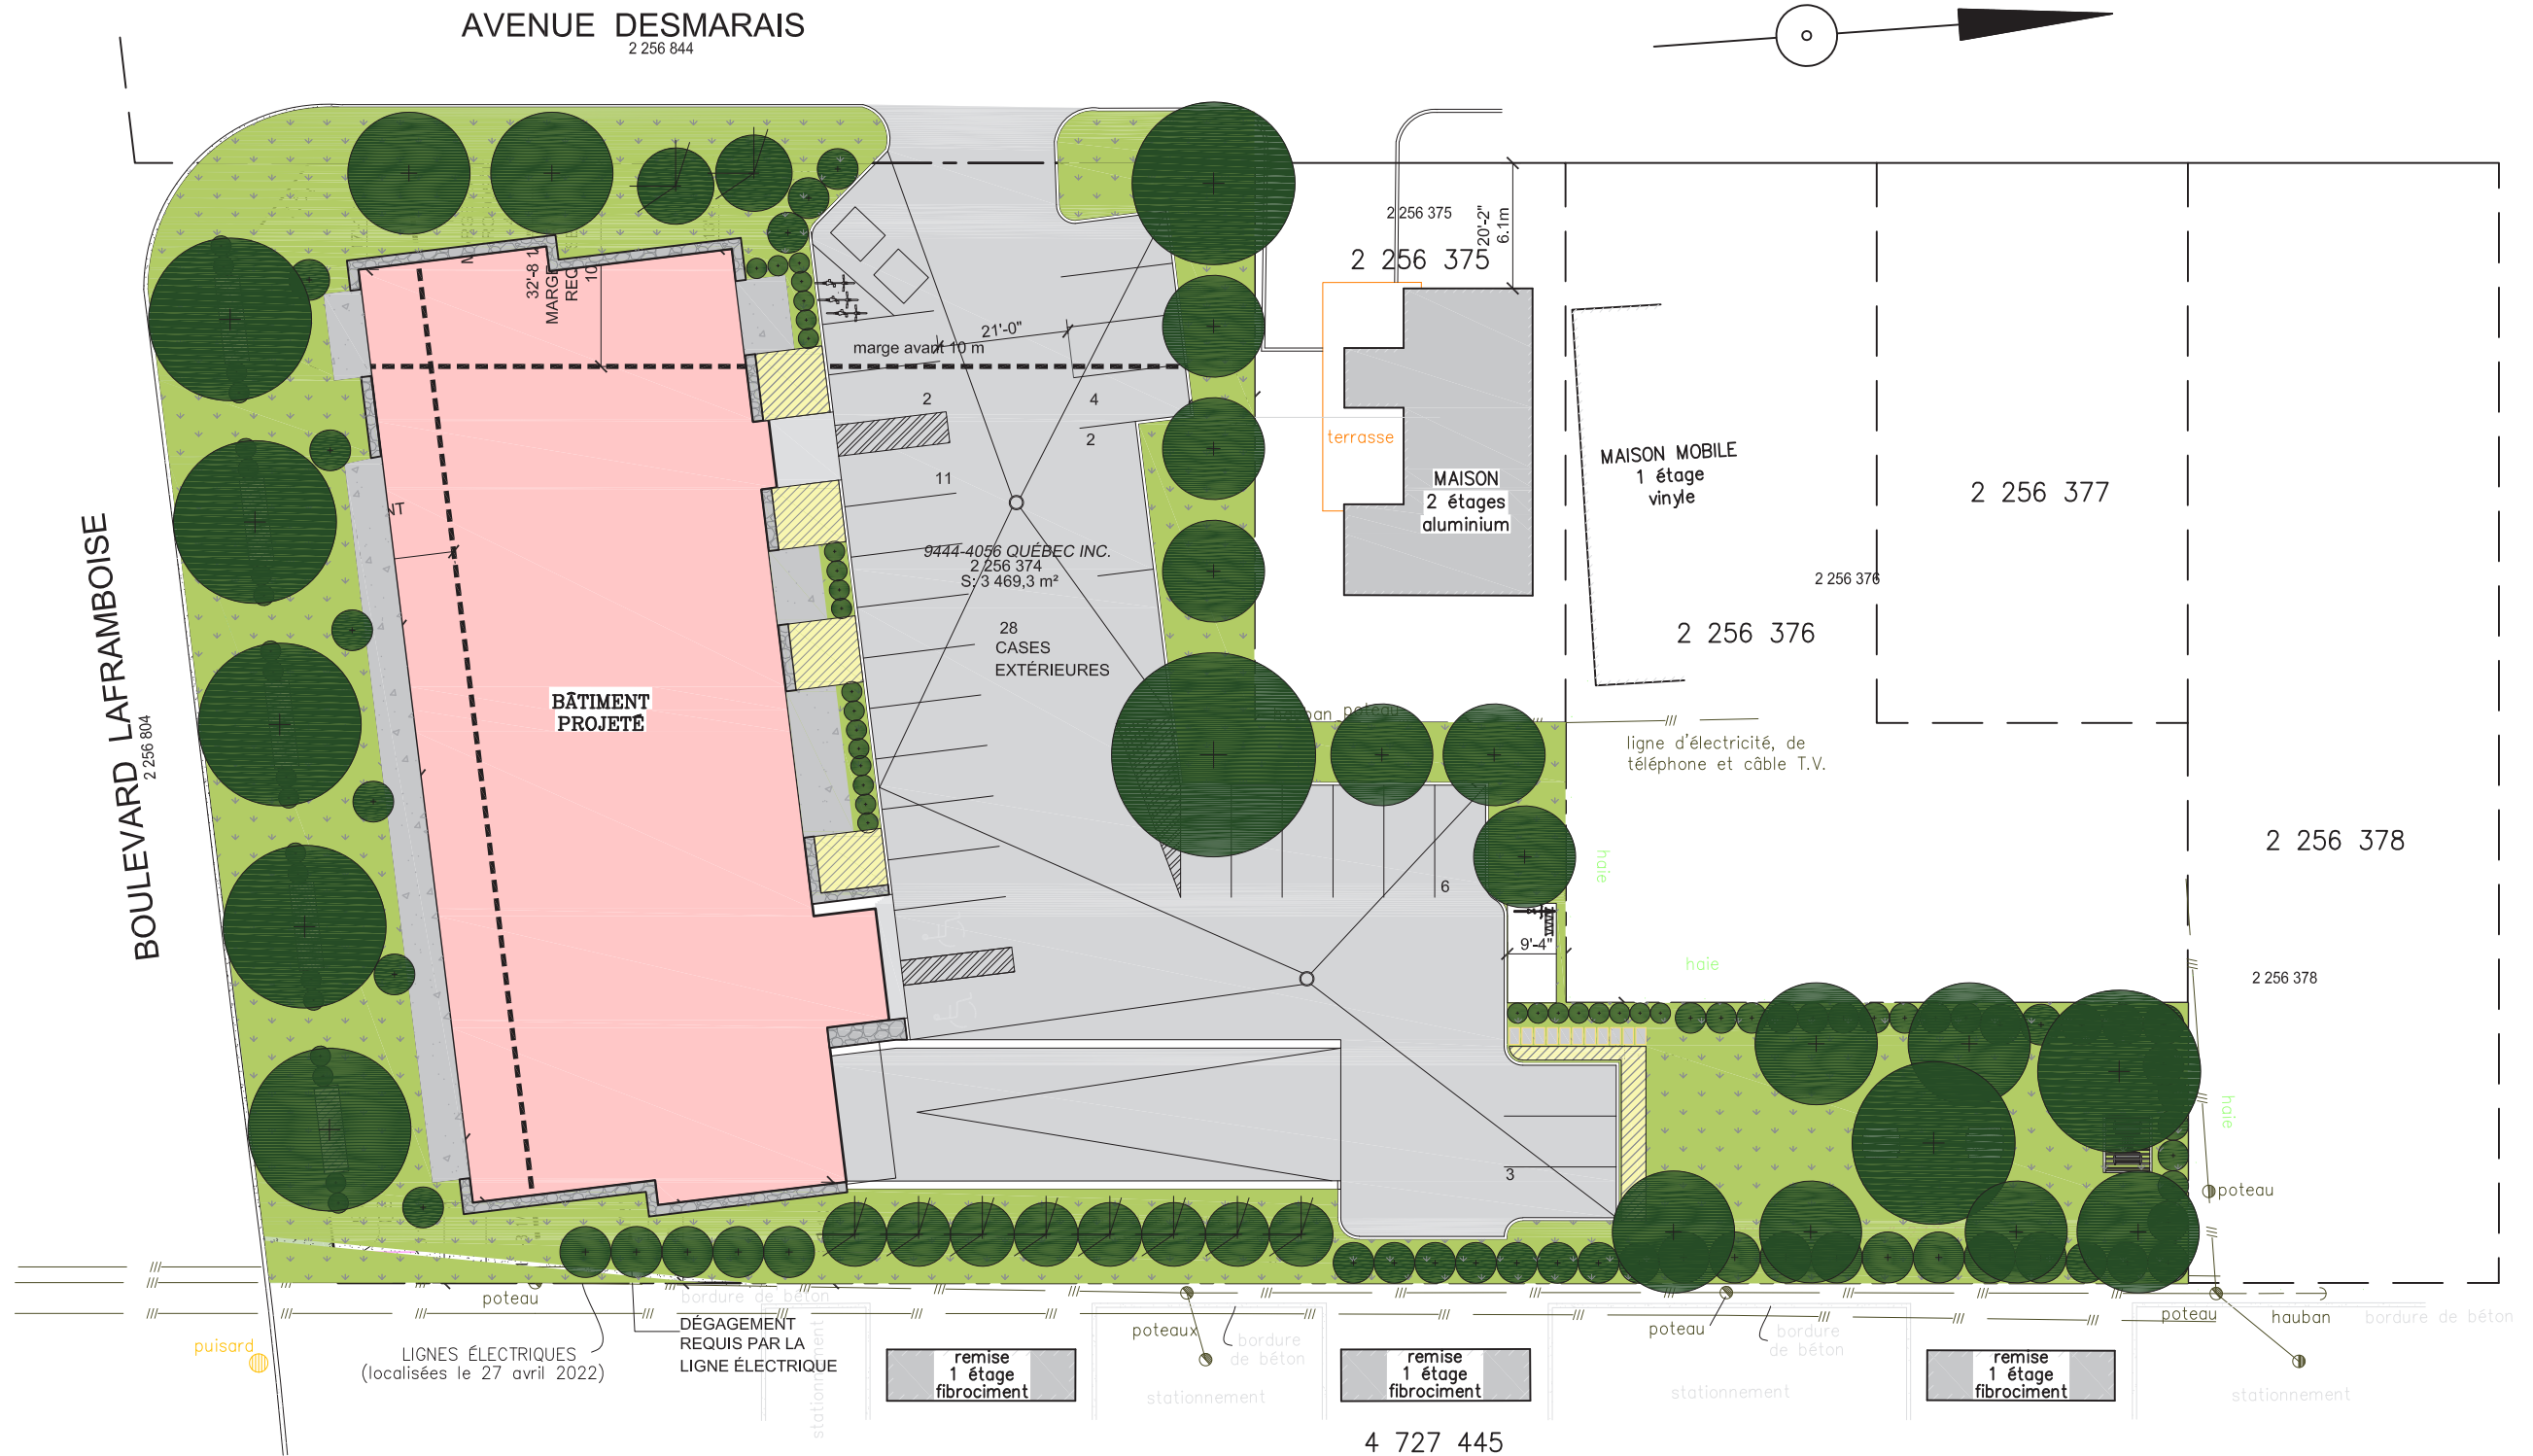 AVENUE DESMARAIS
2 256 844
BOULEVARD LAFRAMBOISE
2 256 804
32'-8
MARGE
REQ
10
21'-0"
marge avant 10 m
2
4
2
11
9444-4056 QUÉBEC INC.
2 256 374
S: 3 469,3 m²
28
CASES
EXTÉRIEURES
BÂTIMENT
PROJETÉ
2 256 375
2 256 375
20'-2"
6.1m
terrasse
MAISON
2 étages
aluminium
MAISON MOBILE
1 étage
vinyle
2 256 377
2 256 376
2 256 376
poteau
ligne d'électricité, de
téléphone et câble T.V.
2 256 378
2 256 378
6
9'-4"
haie
haie
haie
3
poteau
poteau
bordure de béton
DÉGAGEMENT
REQUIS PAR LA
LIGNE ÉLECTRIQUE
LIGNES ÉLECTRIQUES
(localisées le 27 avril 2022)
puisard
stationnement
remise
1 étage
fibrociment
poteaux
bordure
de béton
stationnement
remise
1 étage
fibrociment
poteau
bordure
de béton
stationnement
remise
1 étage
fibrociment
poteau
hauban
bordure de béton
stationnement
4 727 445